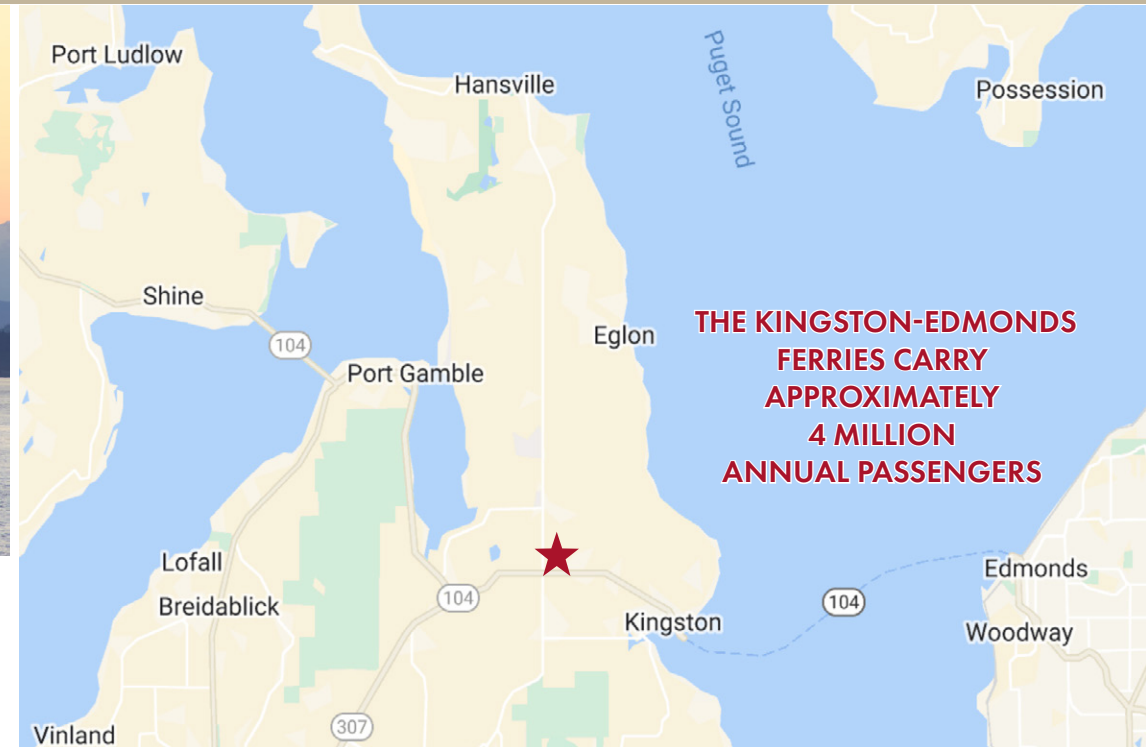 Port Ludlow
Hansville
Puget Sound
Possession
Shine
104
Port Gamble
Eglon
THE KINGSTON-EDMONDS
FERRIES CARRY
APPROXIMATELY
4 MILLION
ANNUAL PASSENGERS
Lofall
Breidablick
104
Kingston
104
Edmonds
Woodway
Vinland
307